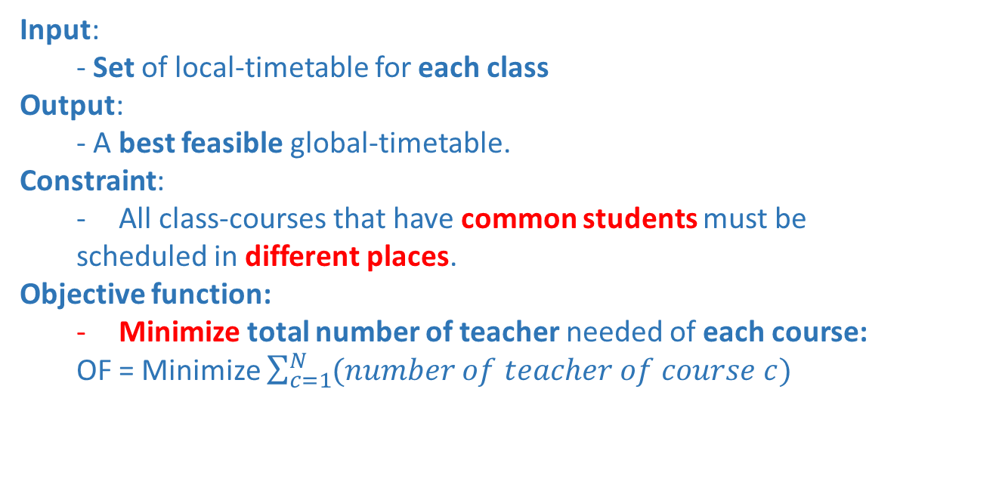 Input:
- Set of local-timetable for each class
Output:
- A best feasible global-timetable.
Constraint:
- All class-courses that have common students must be
scheduled in different places.
Objective function:
- Minimize total number of teacher needed of each course:
OF = Minimize ∑_{c=1}^{N}(number of teacher of course c)